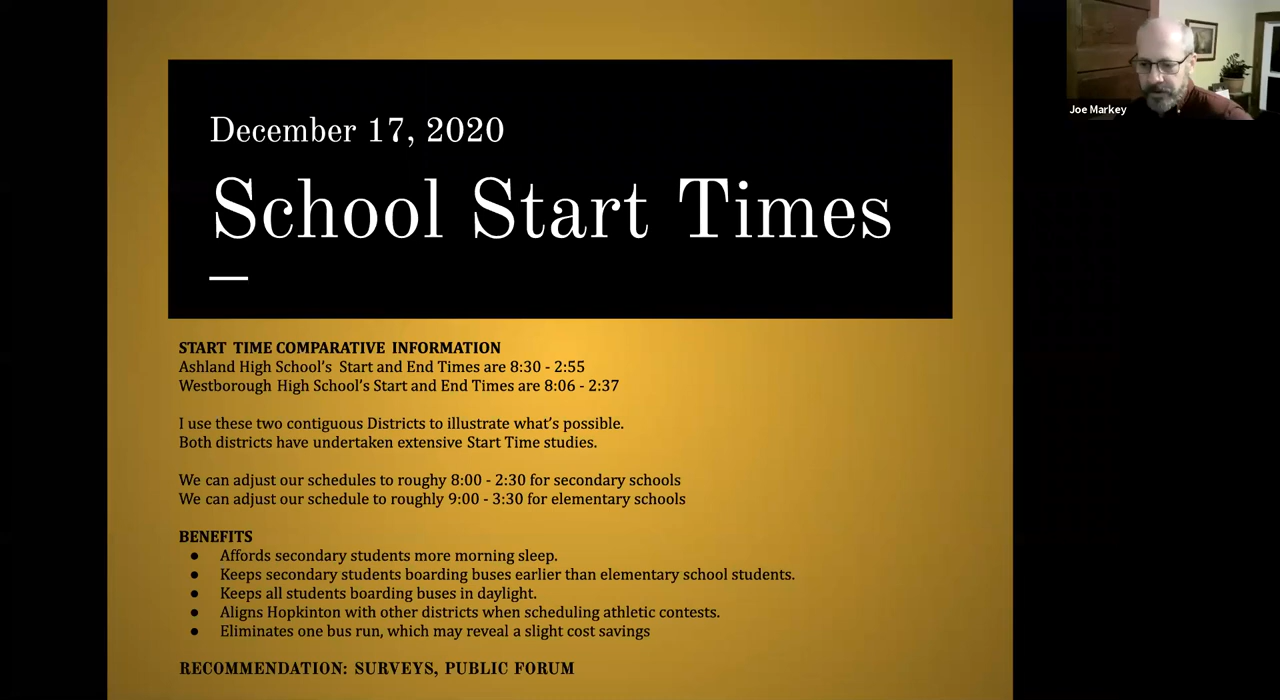 December 17, 2020
School Start Times
START TIME COMPARATIVE INFORMATION
Ashland High School's Start and End Times are 8:30 - 2:55
Westborough High School's Start and End Times are 8:06 - 2:37
I use these two contiguous Districts to illustrate what's possible.
Both districts have undertaken extensive Start Time studies.
We can adjust our schedules to roughy 8:00 - 2:30 for secondary schools
We can adjust our schedule to roughly 9:00 - 3:30 for elementary schools
BENEFITS
● Affords secondary students more morning sleep.
● Keeps secondary students boarding buses earlier than elementary school students.
● Keeps all students boarding buses in daylight.
● Aligns Hopkinton with other districts when scheduling athletic contests.
● Eliminates one bus run, which may reveal a slight cost savings
RECOMMENDATION: SURVEYS, PUBLIC FORUM
Joe Markey